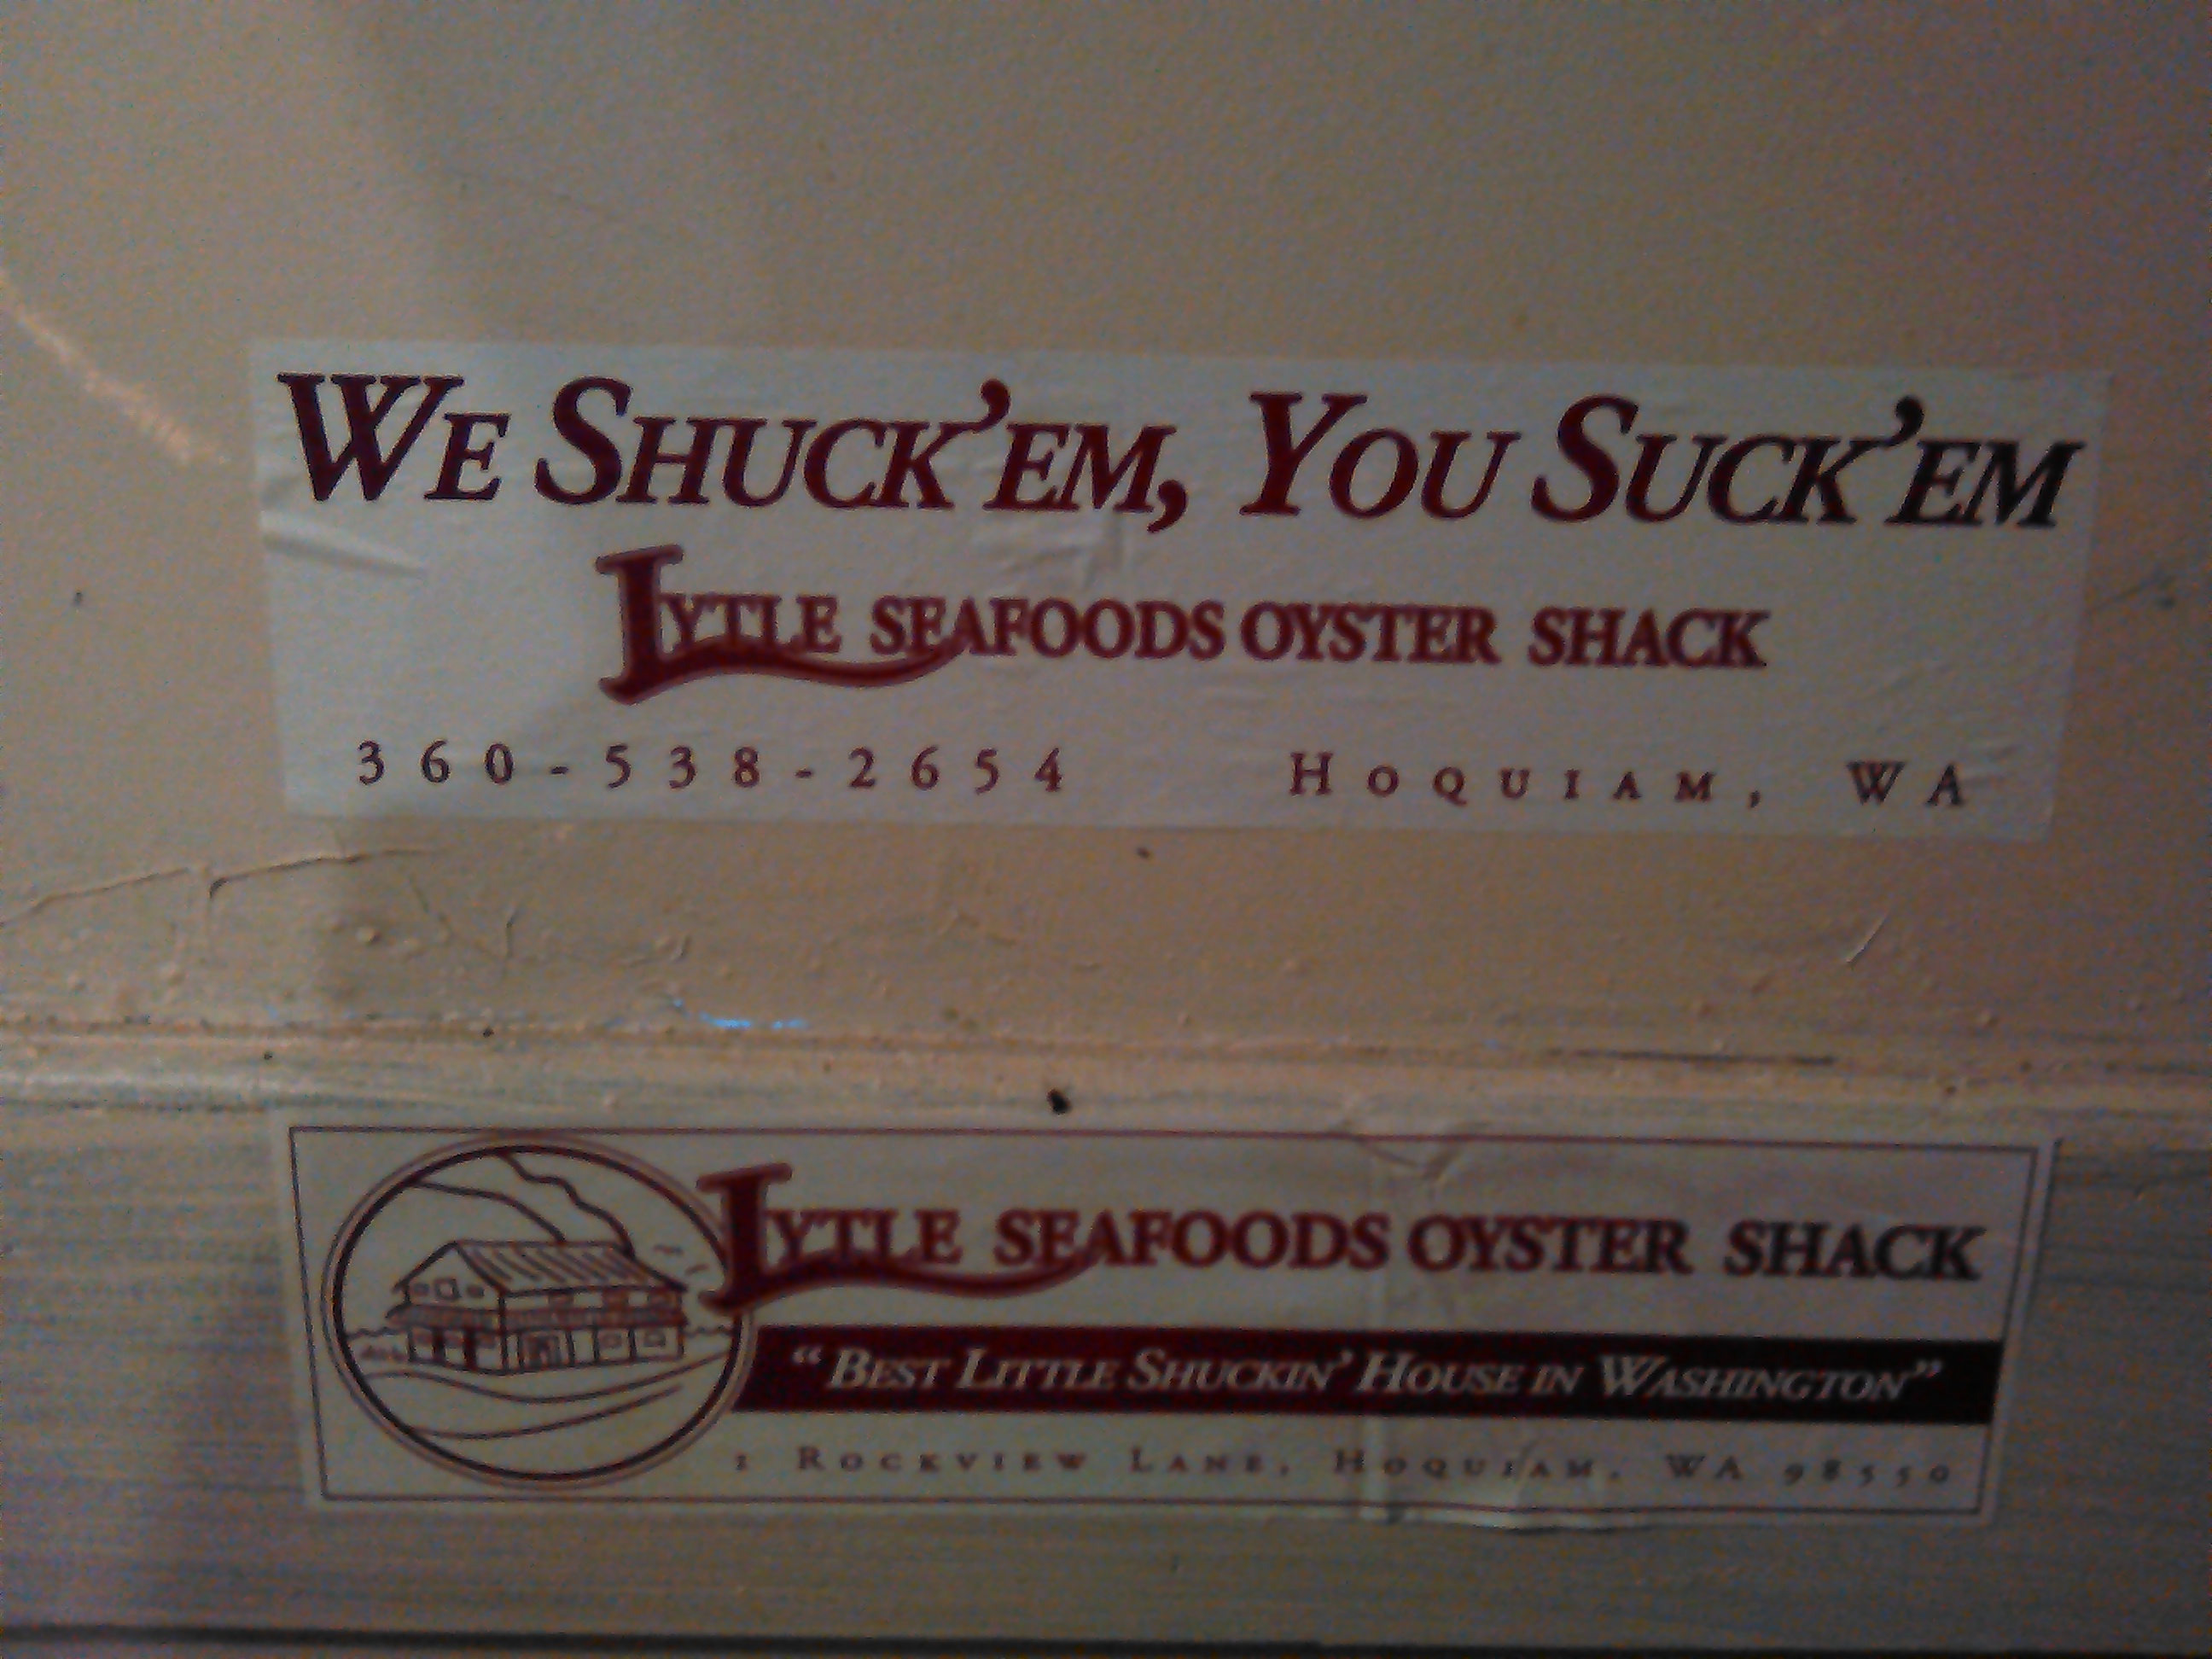 WE SHUCK'EM, YOU SUCK'EM
LYTLE SEAFOODS OYSTER SHACK
360-538-2654 HOQUIAM, WA
LYTLE SEAFOODS OYSTER SHACK
"BEST LITTLE SHUCKIN' HOUSE IN WASHINGTON"
1 ROCKVIEW LANE, HOQUIAM, WA 98550